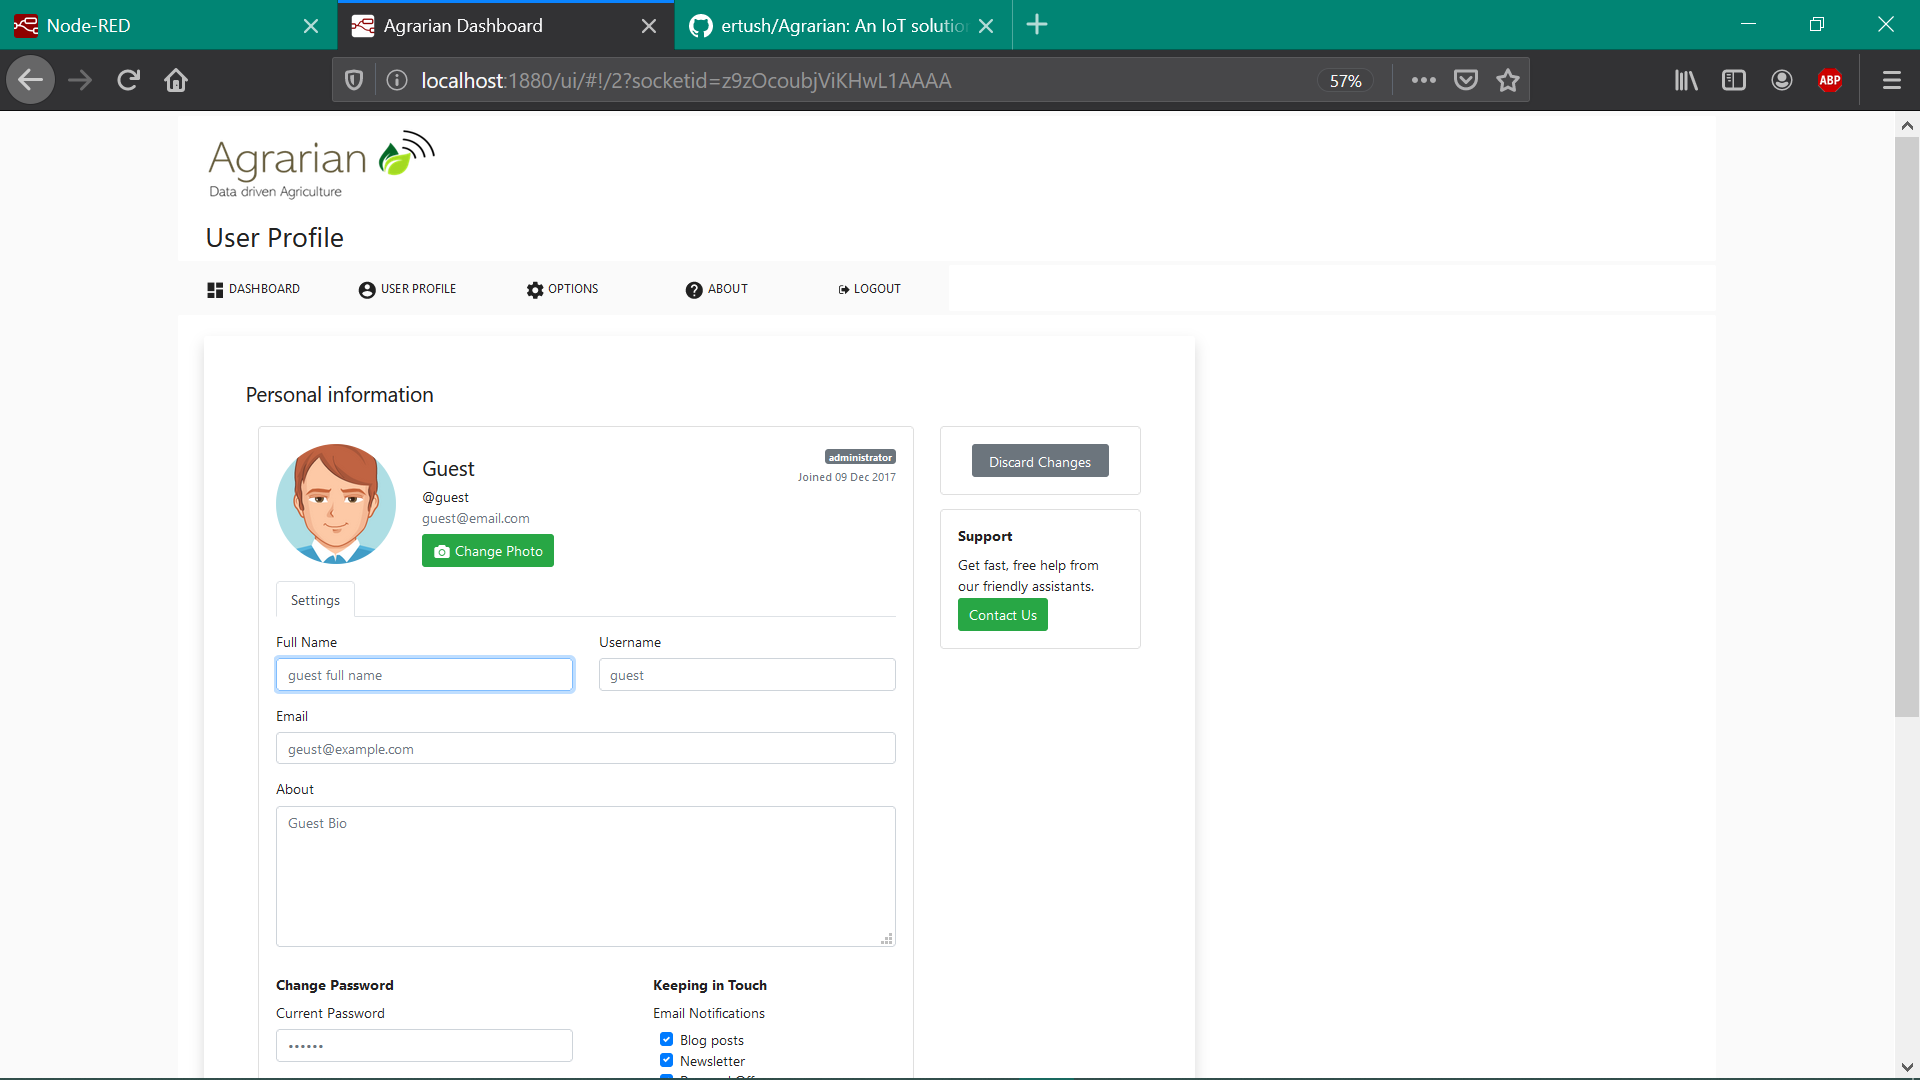 Node-RED
Agrarian Dashboard
ertush/Agrarian: An IoT solutio
localhost:1880/ui/#!/2?socketid=z9zOcoubjViKHwL1AAAA
57%
ABP
Agrarian
Data driven Agriculture
User Profile
DASHBOARD
USER PROFILE
OPTIONS
ABOUT
LOGOUT
Personal information
Guest
@guest
guest@email.com
Change Photo
administrator
Joined 09 Dec 2017
Discard Changes
Support
Get fast, free help from
our friendly assistants.
Contact Us
Settings
Full Name
Username
guest full name
guest
Email
geust@example.com
About
Guest Bio
Change Password
Keeping in Touch
Current Password
Email Notifications
••••••
Blog posts
Newsletter